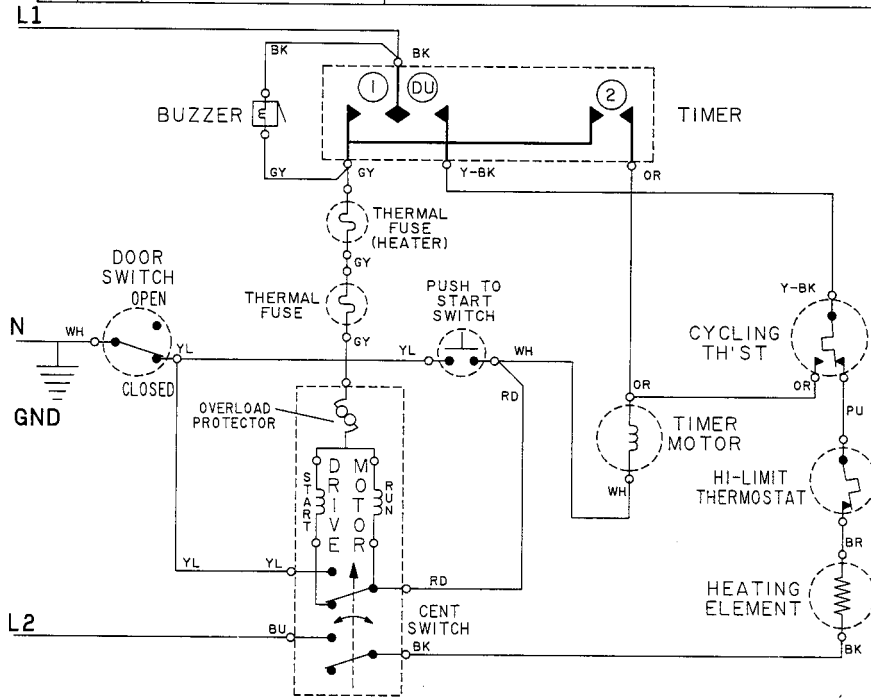 L1
BK
BK
1
DU
2
BUZZER
TIMER
GY
GY
Y-BK
OR
THERMAL
FUSE
(HEATER)
GY
DOOR
SWITCH
OPEN
THERMAL
FUSE
PUSH TO
START
SWITCH
Y-BK
N
WH
GY
CYCLING
TH'ST
YL
YL
WH
CLOSED
GND
RD
OR
OR
PU
OVERLOAD
PROTECTOR
TIMER
MOTOR
START
DRIVE
MOTOR
RUN
HI-LIMIT
THERMOSTAT
WH
BR
YL
YL
RD
HEATING
ELEMENT
CENT
SWITCH
L2
BU
BK
BK